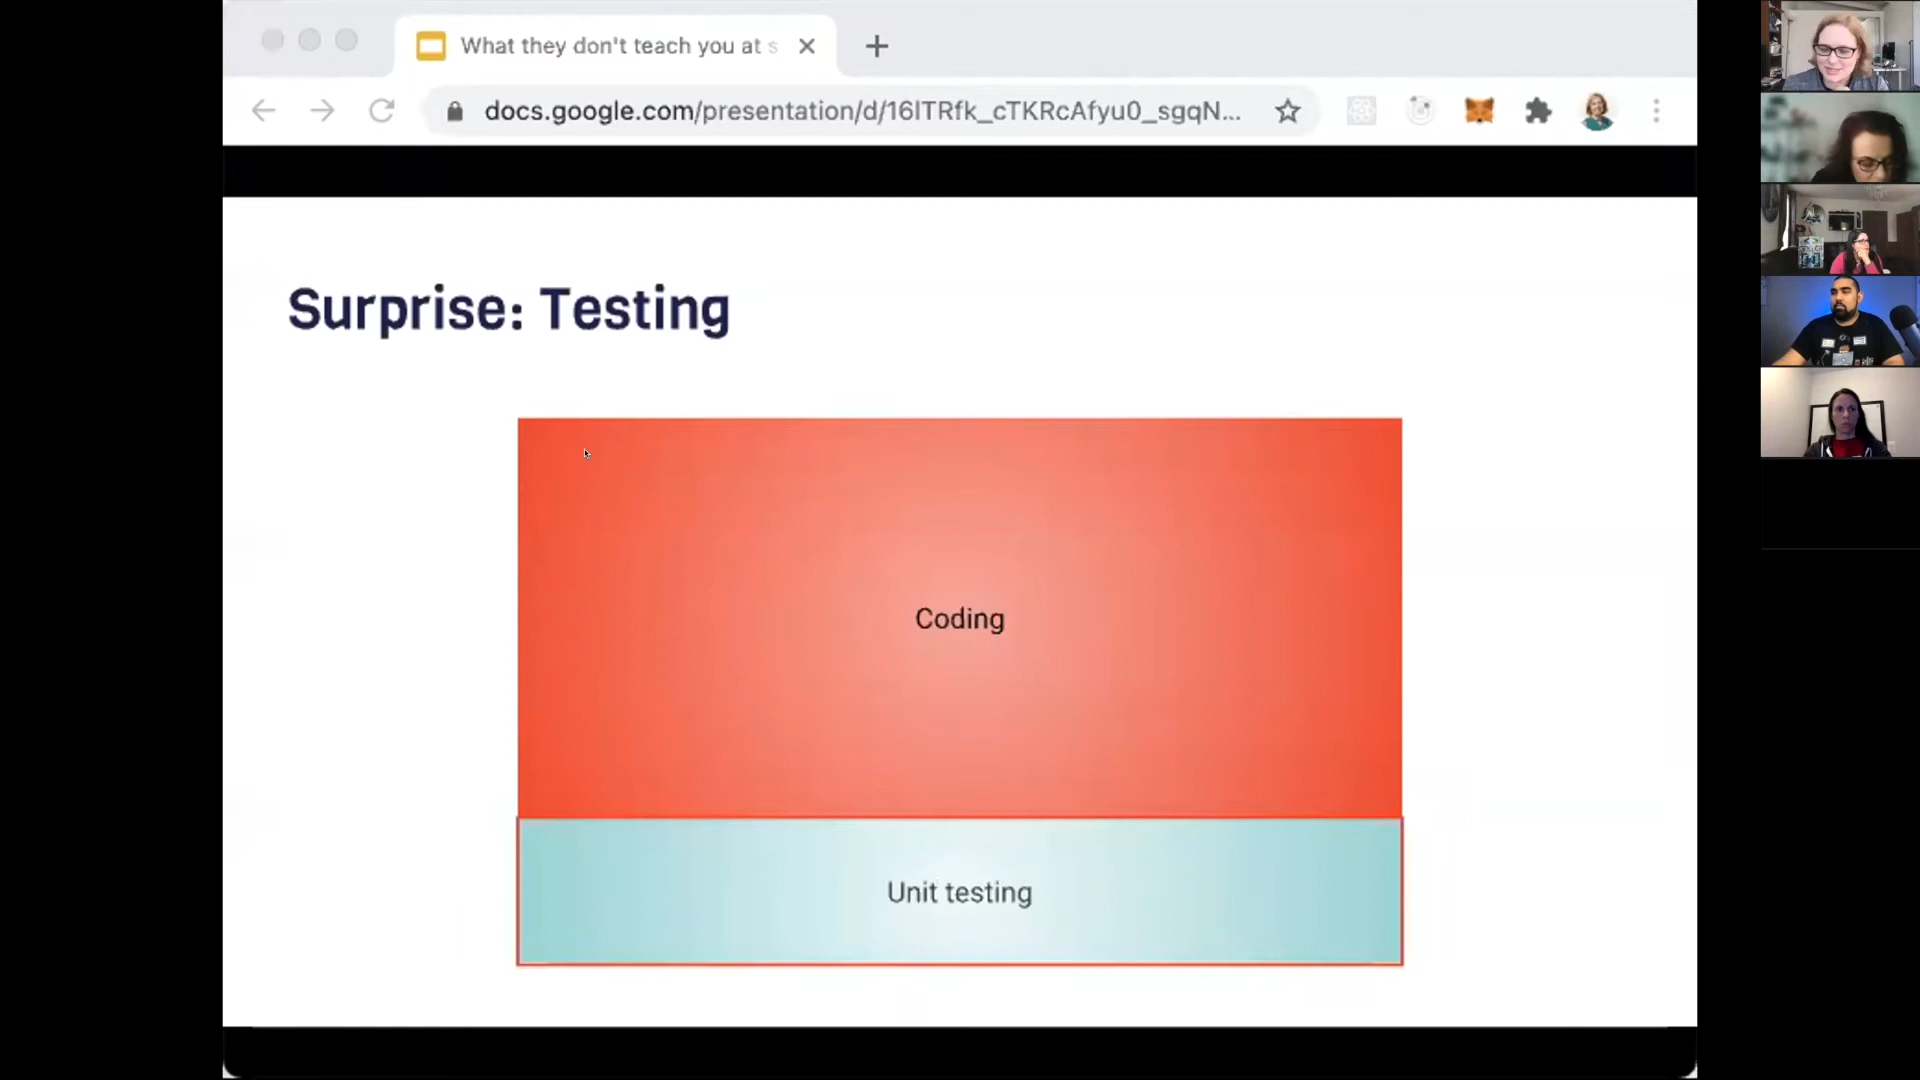 What they don't teach you at s
docs.google.com/presentation/d/16lTRfk_cTKRcAfyu0_sgqN...
Surprise: Testing
Coding
Unit testing